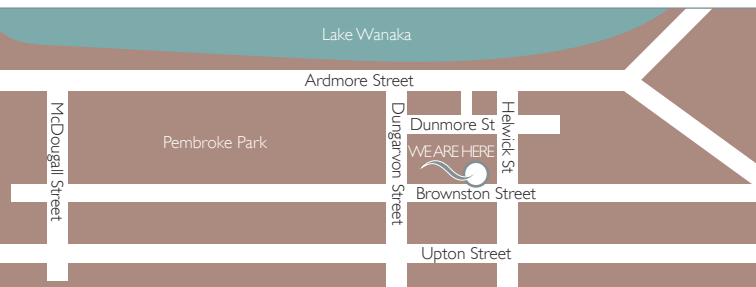 Lake Wanaka
Ardmore Street
McDougall Street
Dungarvon Street
Helwick St
Dunmore St
Pembroke Park
WE ARE HERE
Brownston Street
Upton Street